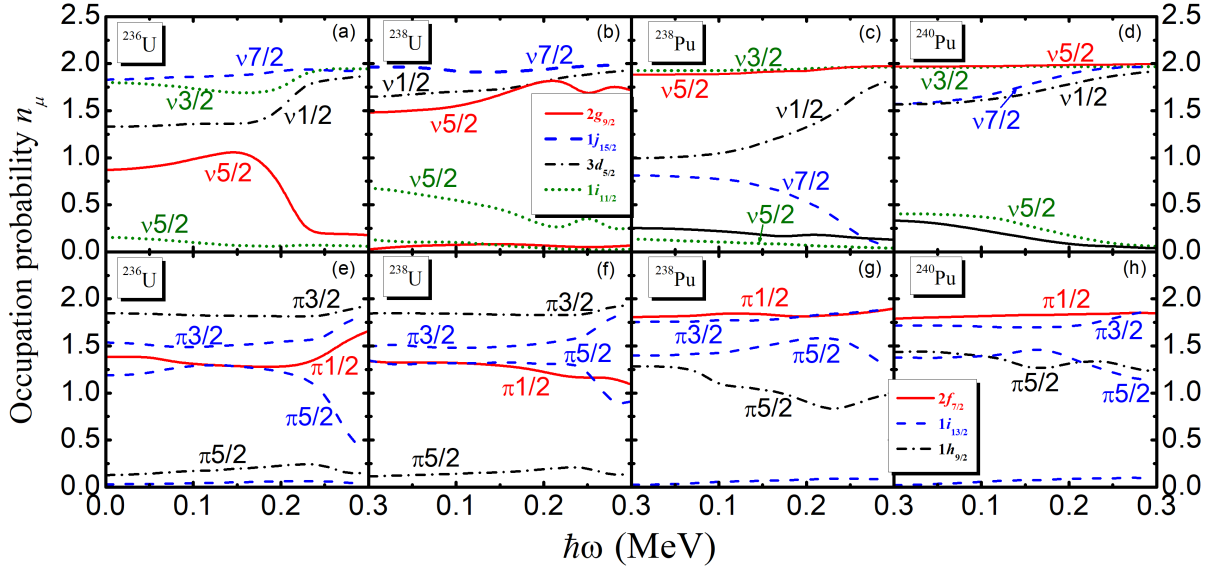 Occupation probability n_μ
2.5
2.0
1.5
1.0
0.5
0.0
²³⁶U
(a)
ν7/2
ν3/2
ν1/2
ν5/2
ν5/2
²³⁸U
(b)
ν7/2
ν1/2
ν5/2
ν5/2
2g₉/₂
1j₁₅/₂
3d₅/₂
1i₁₁/₂
²³⁸Pu
(c)
ν3/2
ν5/2
ν1/2
ν7/2
ν5/2
²⁴⁰Pu
(d)
ν5/2
ν3/2
ν1/2
ν7/2
ν5/2
2.5
2.0
1.5
1.0
0.5
0.0
2.0
1.5
1.0
0.5
0.0
²³⁶U
(e)
π3/2
π3/2
π1/2
π5/2
π5/2
²³⁸U
(f)
π3/2
π3/2
π5/2
π1/2
π5/2
²³⁸Pu
(g)
π1/2
π3/2
π5/2
π5/2
²⁴⁰Pu
(h)
π1/2
π3/2
π5/2
π5/2
2f₇/₂
1i₁₃/₂
1h₉/₂
2.0
1.5
1.0
0.5
0.0
0.0 0.1 0.2 0.3 0.1 0.2 0.3 0.1 0.2 0.3 0.1 0.2 0.3
ħω (MeV)